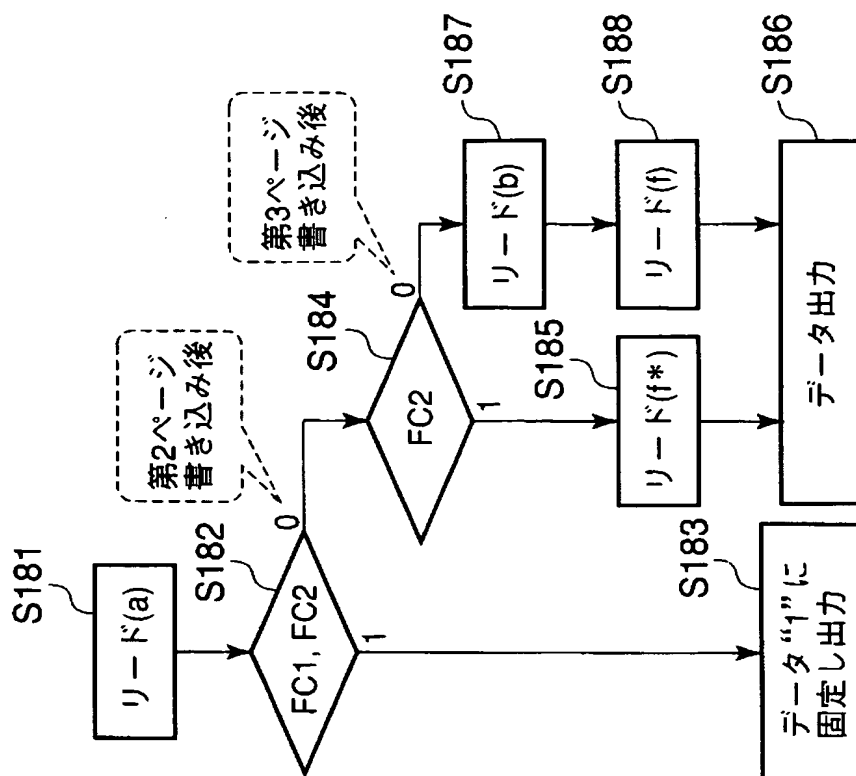 S181
リード(a)
S182
FC1, FC2
0
1
第2ページ
書き込み後
S183
データ“1”に
固定し出力
S184
FC2
0
1
第3ページ
書き込み後
S185
リード(f*)
S187
リード(b)
S188
リード(f)
S186
データ出力